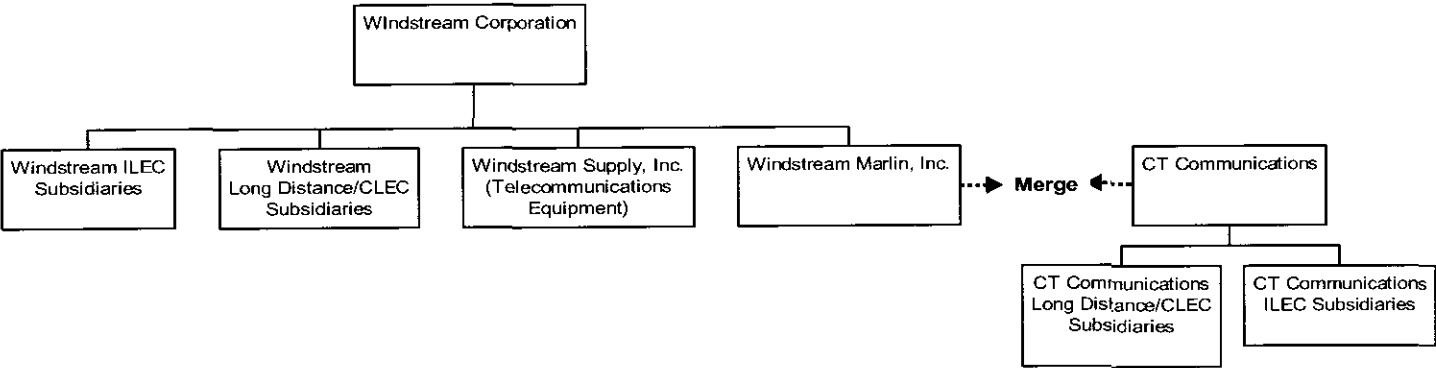 WIndstream Corporation
Windstream ILEC
Subsidiaries
Windstream
Long Distance/CLEC
Subsidiaries
Windstream Supply, Inc.
(Telecommunications
Equipment)
Windstream Marlin, Inc.
Merge
CT Communications
CT Communications
Long Distance/CLEC
Subsidiaries
CT Communications
ILEC Subsidiaries